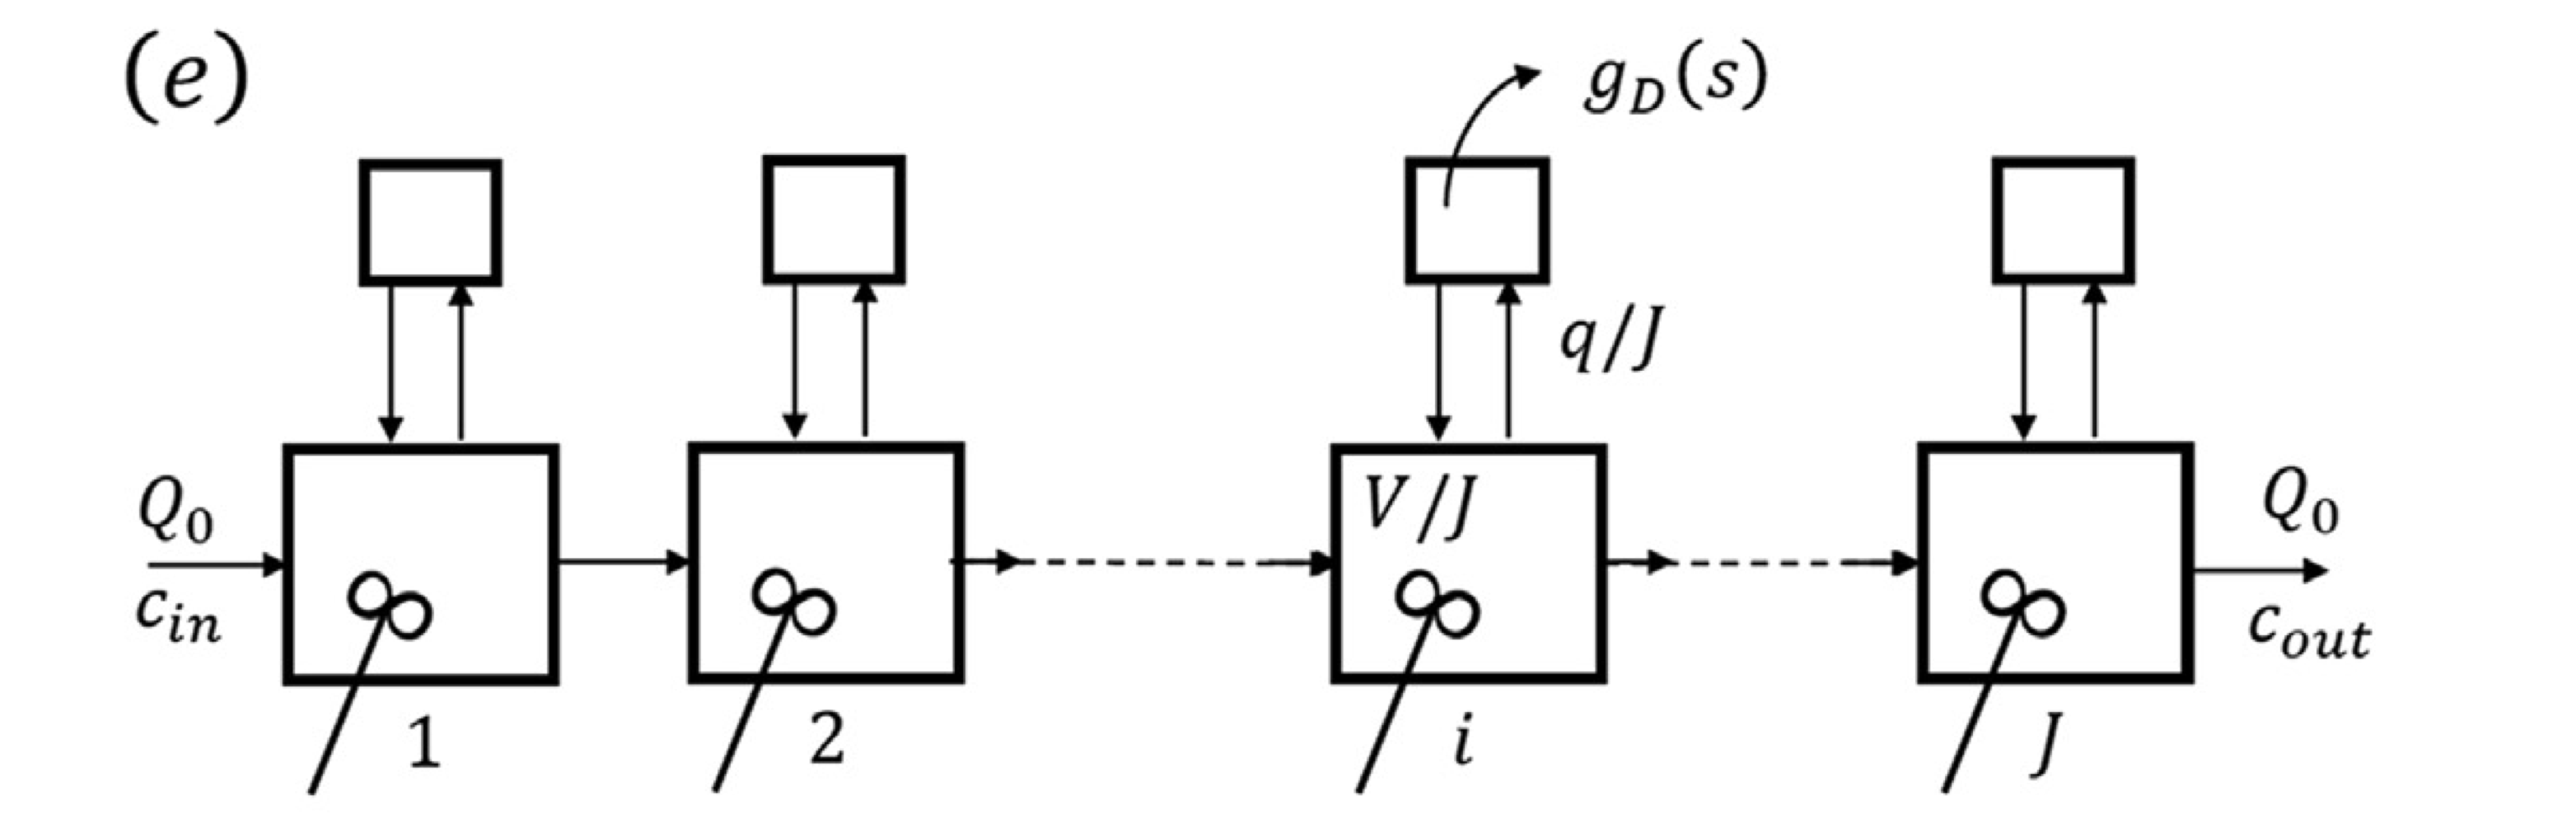 (e)
g_D(s)
q/J
Q_0
c_in
V/J
Q_0
c_out
1
2
i
J